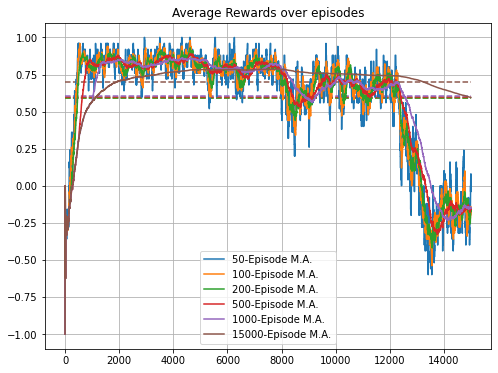 Average Rewards over episodes
1.00
0.75
0.50
0.25
0.00
−0.25
−0.50
−0.75
−1.00
50-Episode M.A.
100-Episode M.A.
200-Episode M.A.
500-Episode M.A.
1000-Episode M.A.
15000-Episode M.A.
0 2000 4000 6000 8000 10000 12000 14000